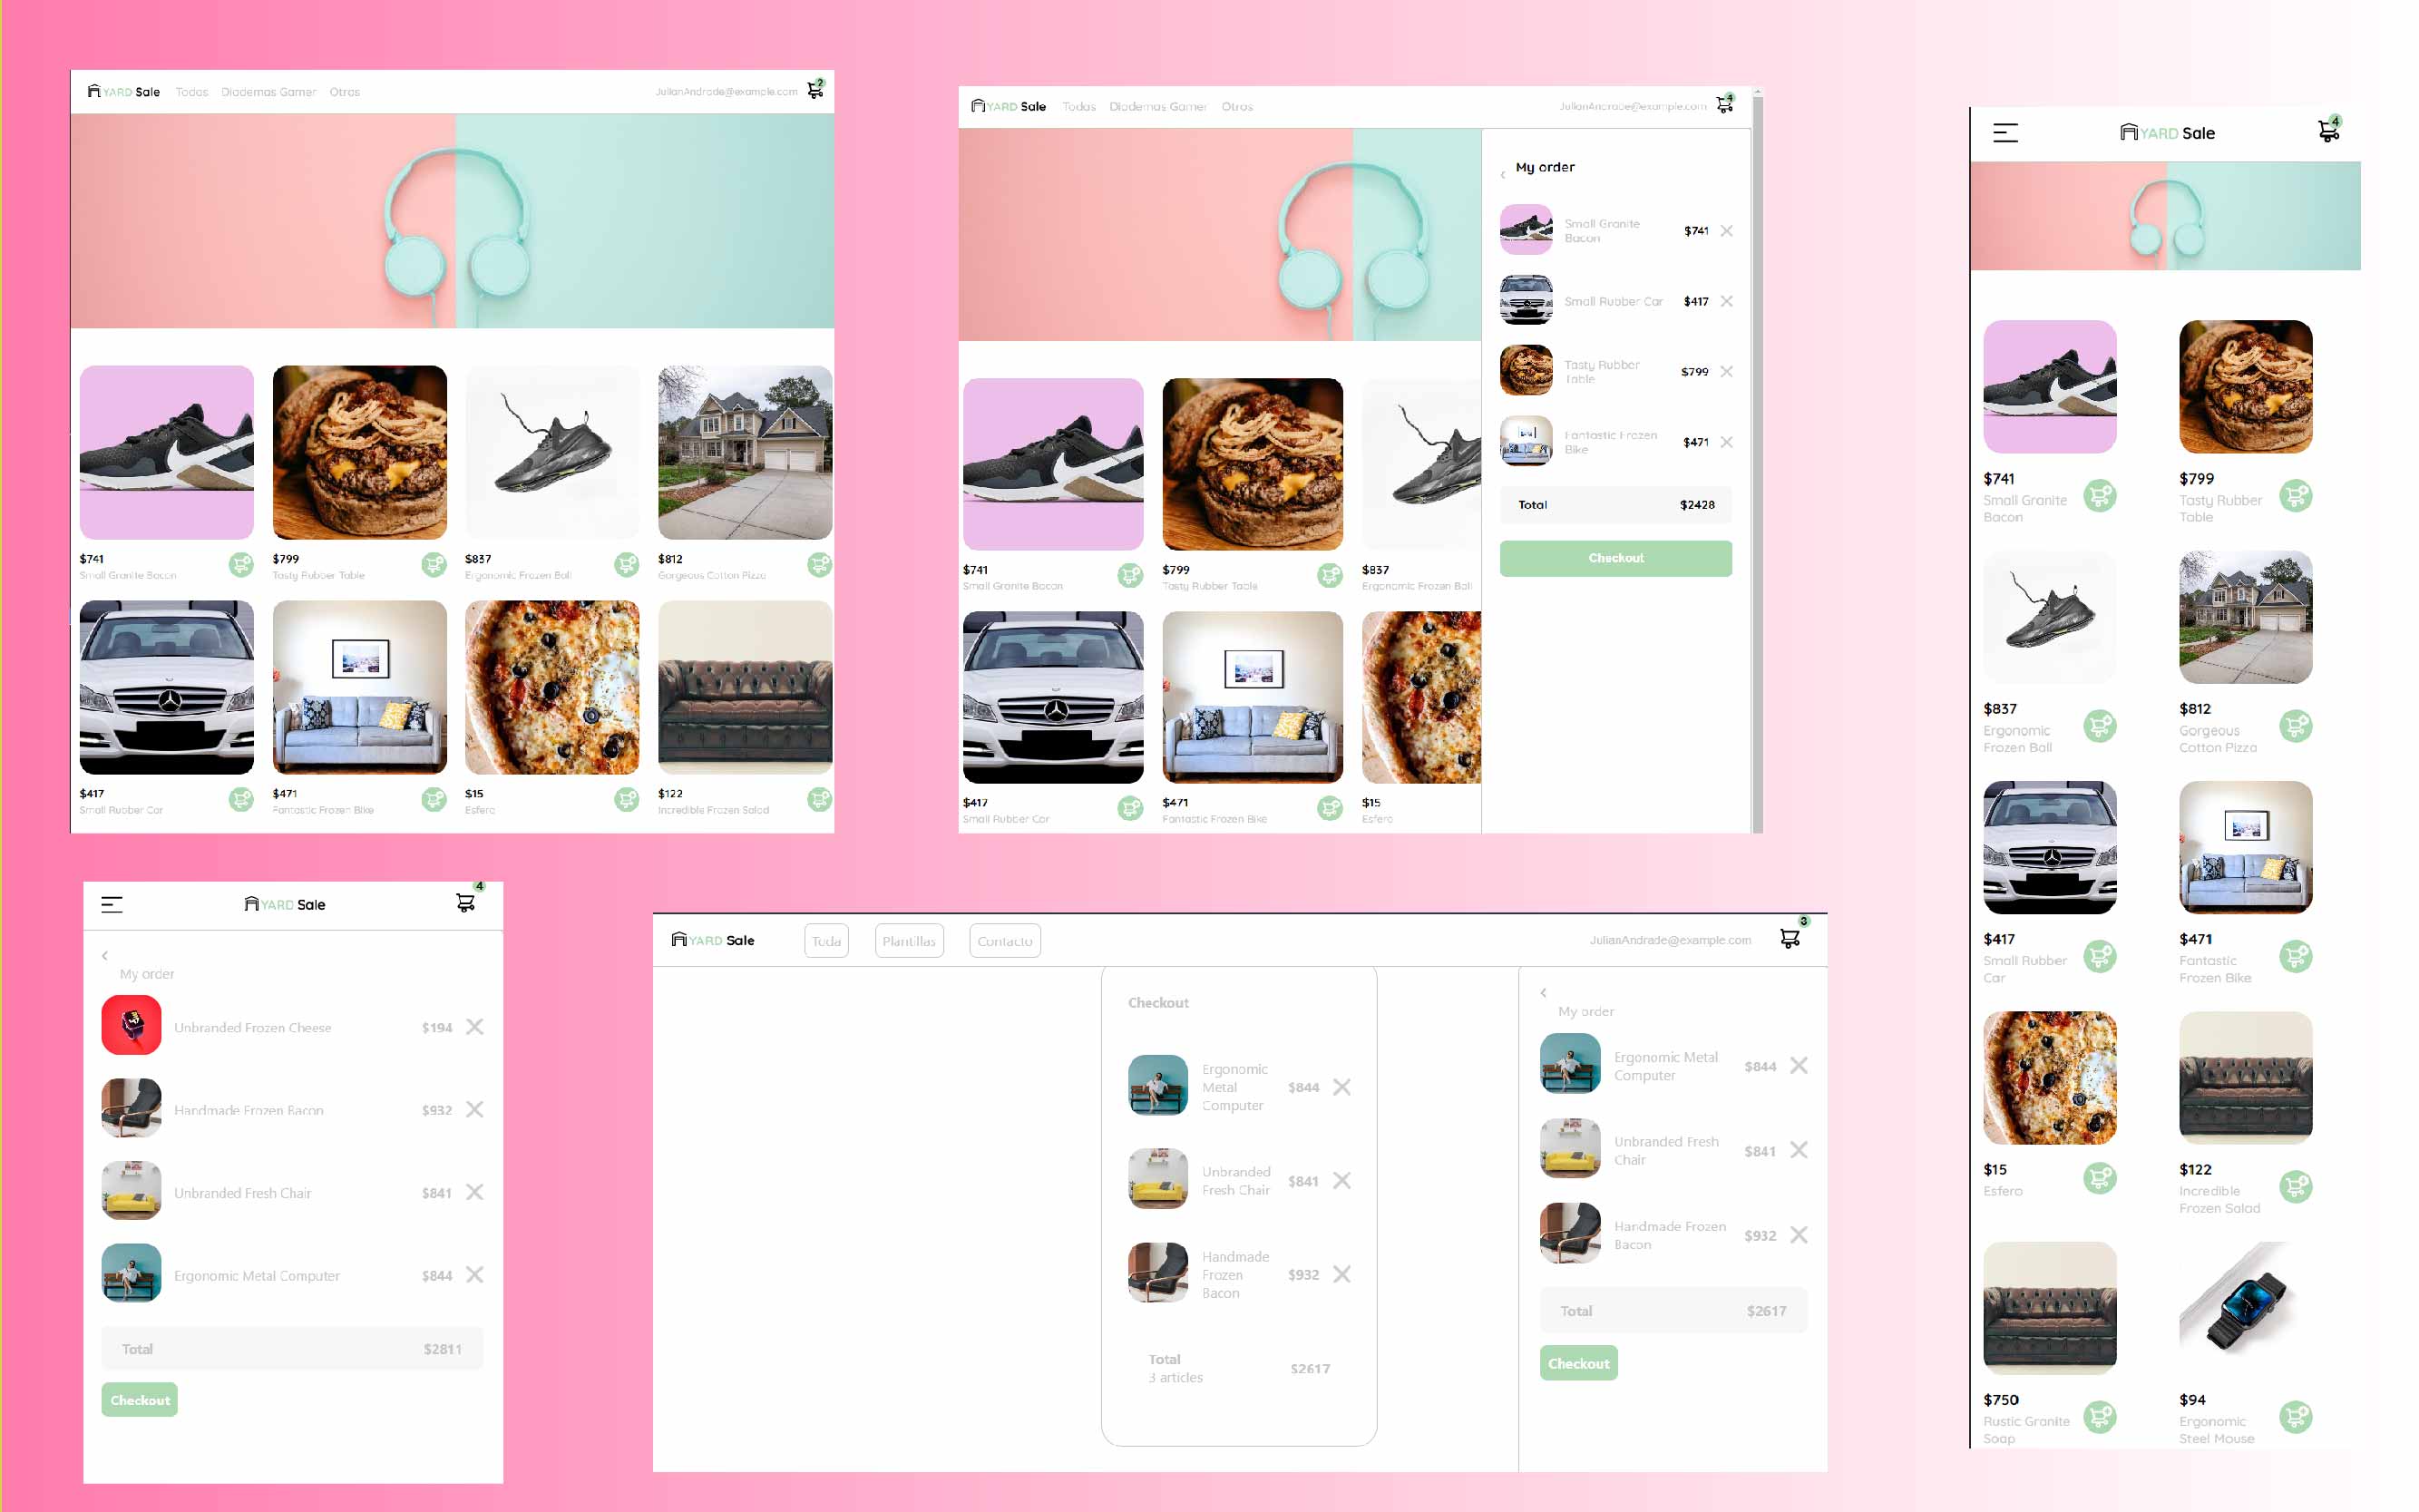 YARD Sale Todas Diademas Gamer Otros JulianAndrade@example.com 2
$741 $799 $837 $812
Small Granite Bacon Tasty Rubber Table Ergonomic Frozen Ball Gorgeous Cotton Pizza
$417 $471 $15 $122
Small Rubber Car Fantastic Frozen Bike Esfero Incredible Frozen Salad
YARD Sale Todas Diademas Gamer Otros JulianAndrade@example.com 4
My order
Small Granite
Bacon
$741
Small Rubber Car $417
Tasty Rubber
Table
$799
Fantastic Frozen
Bike
$471
Total $2428
Checkout
$741 $799 $837
Small Granite Bacon Tasty Rubber Table Ergonomic Frozen Ball
$417 $471 $15
Small Rubber Car Fantastic Frozen Bike Esfero
YARD Sale 4
$741
Small Granite
Bacon
$799
Tasty Rubber
Table
$837
Ergonomic
Frozen Ball
$812
Gorgeous
Cotton Pizza
$417
Small Rubber
Car
$471
Fantastic
Frozen Bike
$15
Esfero
$122
Incredible
Frozen Salad
$750
Rustic Granite
Soap
$94
Ergonomic
Steel Mouse
YARD Sale 4
My order
Unbranded Frozen Cheese $194
Handmade Frozen Bacon $932
Unbranded Fresh Chair $841
Ergonomic Metal Computer $844
Total $2811
Checkout
YARD Sale Toda Plantillas Contacto JulianAndrade@example.com 3
Checkout
Ergonomic
Metal
Computer
$844
Unbranded
Fresh Chair
$841
Handmade
Frozen
Bacon
$932
Total
3 articles
$2617
My order
Ergonomic Metal
Computer
$844
Unbranded Fresh
Chair
$841
Handmade Frozen
Bacon
$932
Total $2617
Checkout